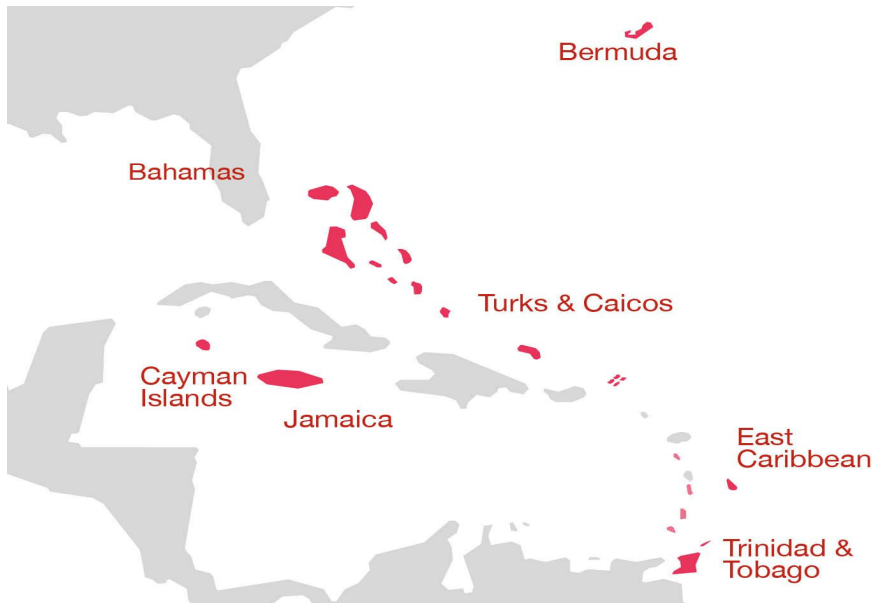 Bermuda
Bahamas
Turks & Caicos
Cayman
Islands
Jamaica
East
Caribbean
Trinidad &
Tobago